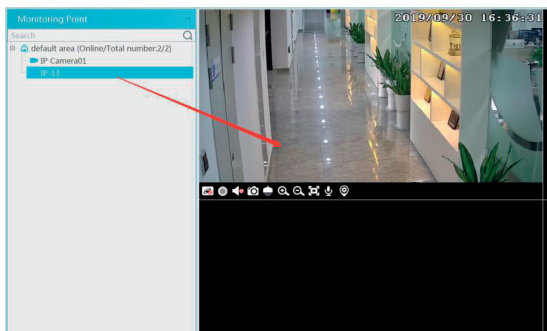 Monitoring Point
2019/09/30 16:36:31
Search
default area (Online/Total number:2/2)
IP Camera01
IP-13